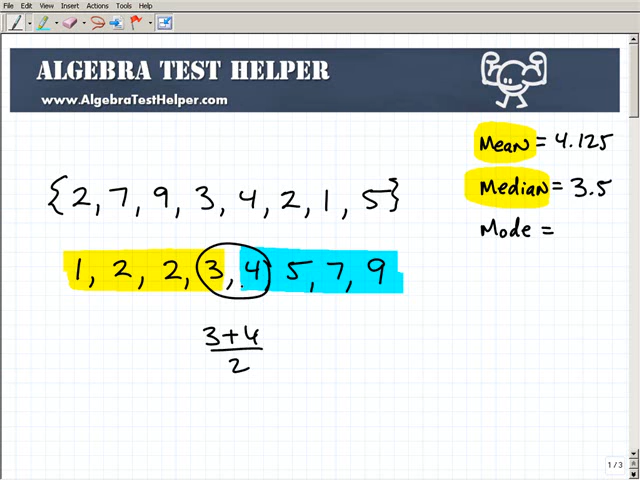 File Edit View Insert Actions Tools Help
ALGEBRA TEST HELPER
www.AlgebraTestHelper.com
Mean = 4.125
{2, 7, 9, 3, 4, 2, 1, 5}
Median = 3.5
Mode =
1, 2, 2, 3, 4, 5, 7, 9
3+4
2
1 / 3